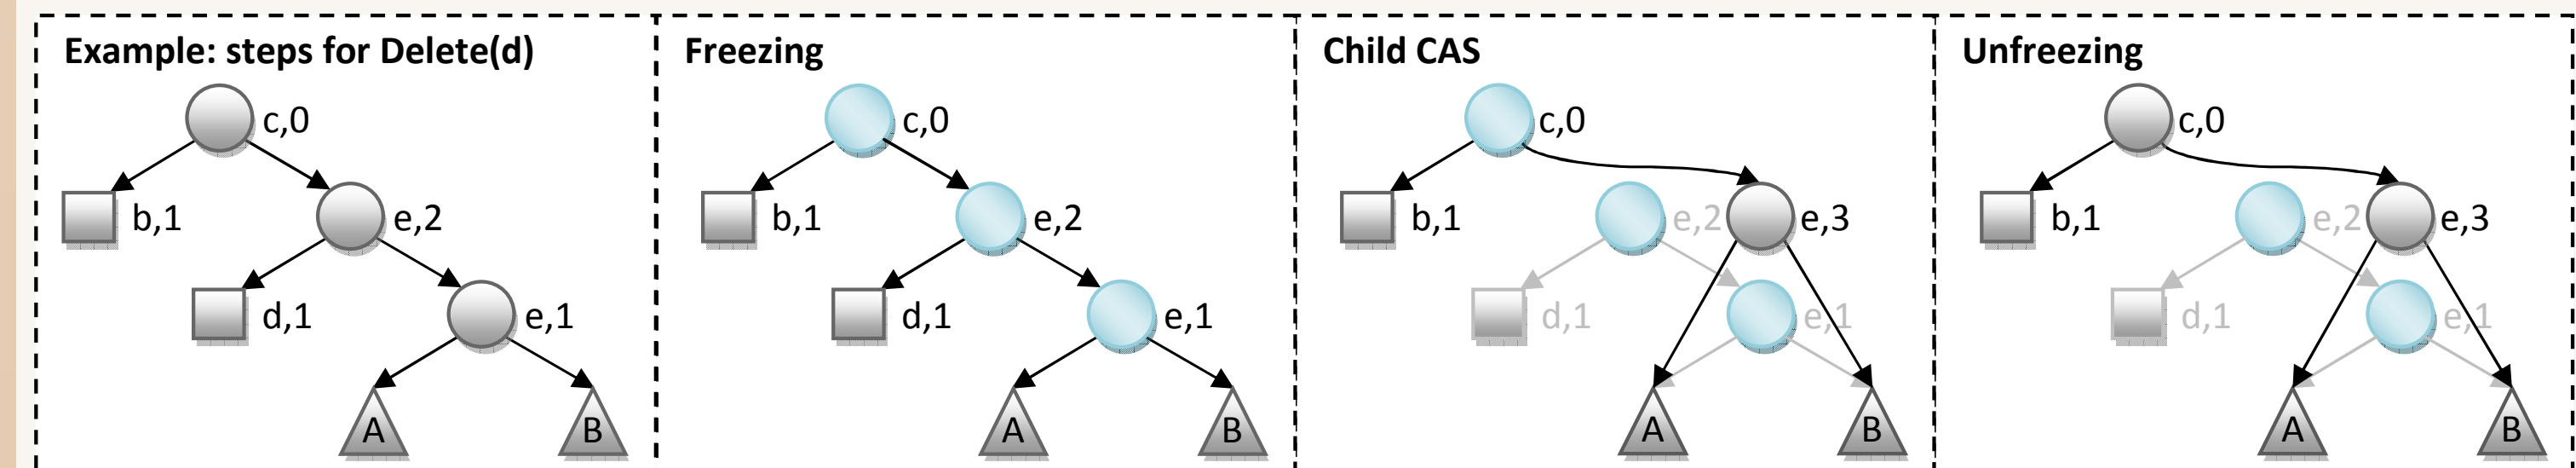 Example: steps for Delete(d)
c,0
b,1
e,2
d,1
e,1
A
B
Freezing
c,0
b,1
e,2
d,1
e,1
A
B
Child CAS
c,0
b,1
e,2
e,3
d,1
e,1
A
B
Unfreezing
c,0
b,1
e,2
e,3
d,1
e,1
A
B